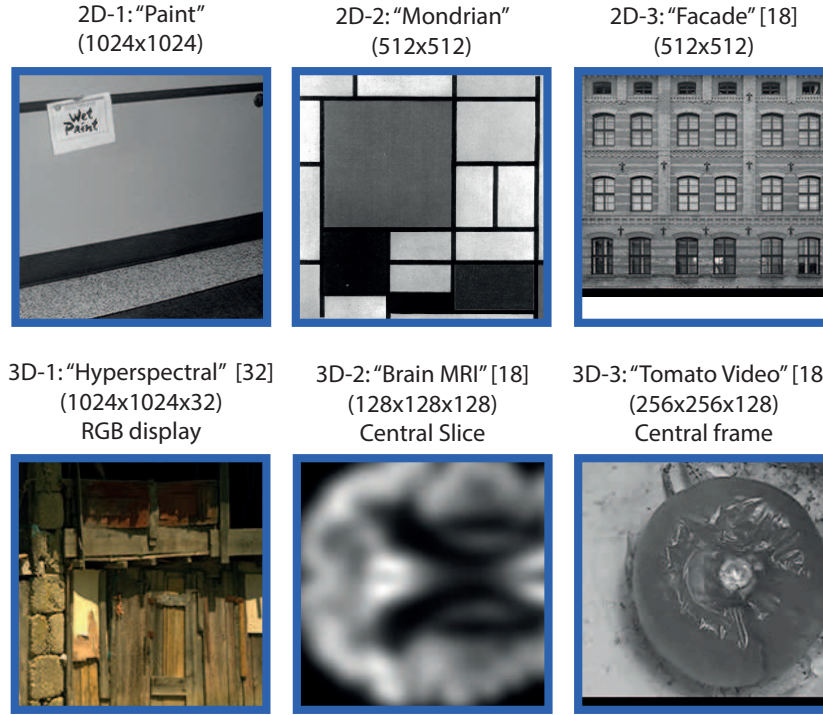 2D-1: “Paint”
(1024x1024)
2D-2: “Mondrian”
(512x512)
2D-3: “Facade” [18]
(512x512)
Wet
Paint
3D-1: “Hyperspectral” [32]
(1024x1024x32)
RGB display
3D-2: “Brain MRI” [18]
(128x128x128)
Central Slice
3D-3: “Tomato Video” [18
(256x256x128)
Central frame